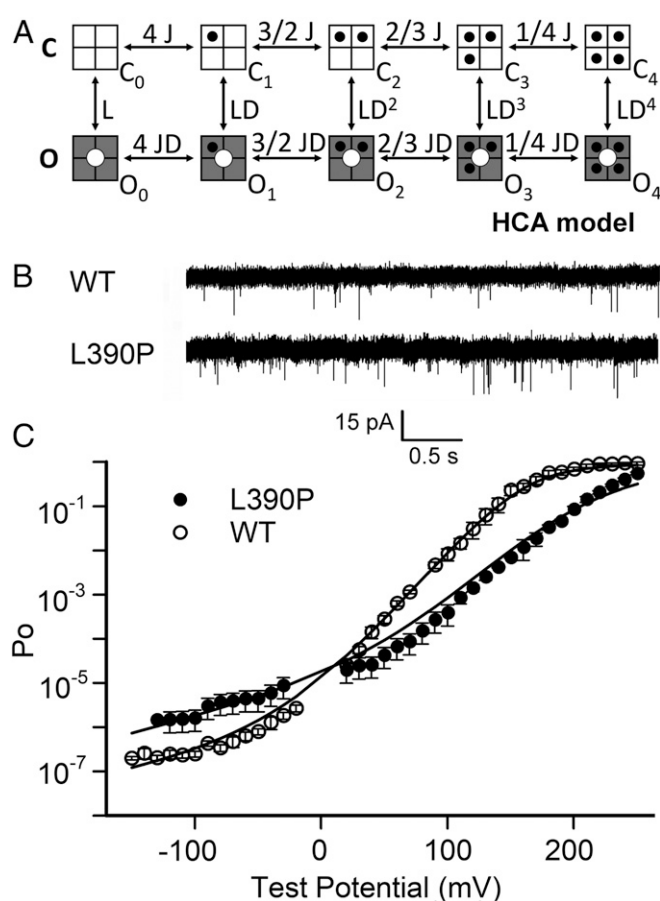 A
C 4 J 3/2 J 2/3 J 1/4 J
C0 C1 C2 C3 C4
L LD LD² LD³ LD⁴
O 4 JD 3/2 JD 2/3 JD 1/4 JD
O0 O1 O2 O3 O4
HCA model
B
WT
L390P
15 pA
0.5 s
C
L390P
WT
Po
10⁻¹
10⁻³
10⁻⁵
10⁻⁷
-100 0 100 200
Test Potential (mV)